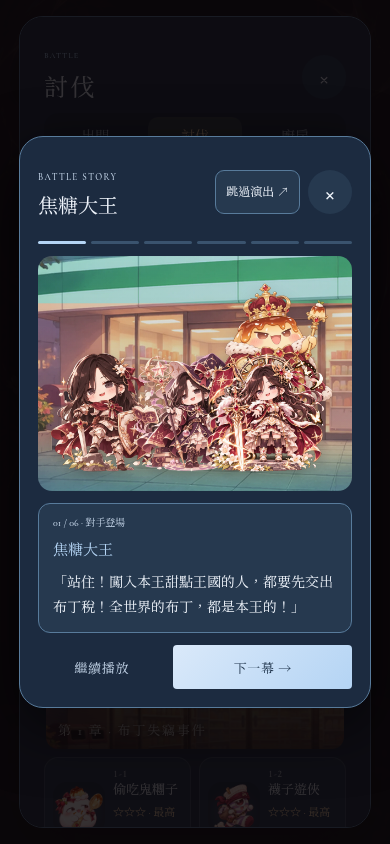 BATTLE
討伐
×
討伐
BATTLE STORY
焦糖大王
跳過演出 ↗
×
01 / 06 · 對手登場
焦糖大王
「站住！闖入本王甜點王國的人，都要先交出
布丁稅！全世界的布丁，都是本王的！」
繼續播放
下一幕 →
第 1 章 · 布丁失竊事件
1-1
偷吃鬼糰子
☆☆☆ · 最高
1-2
襪子遊俠
☆☆☆ · 最高